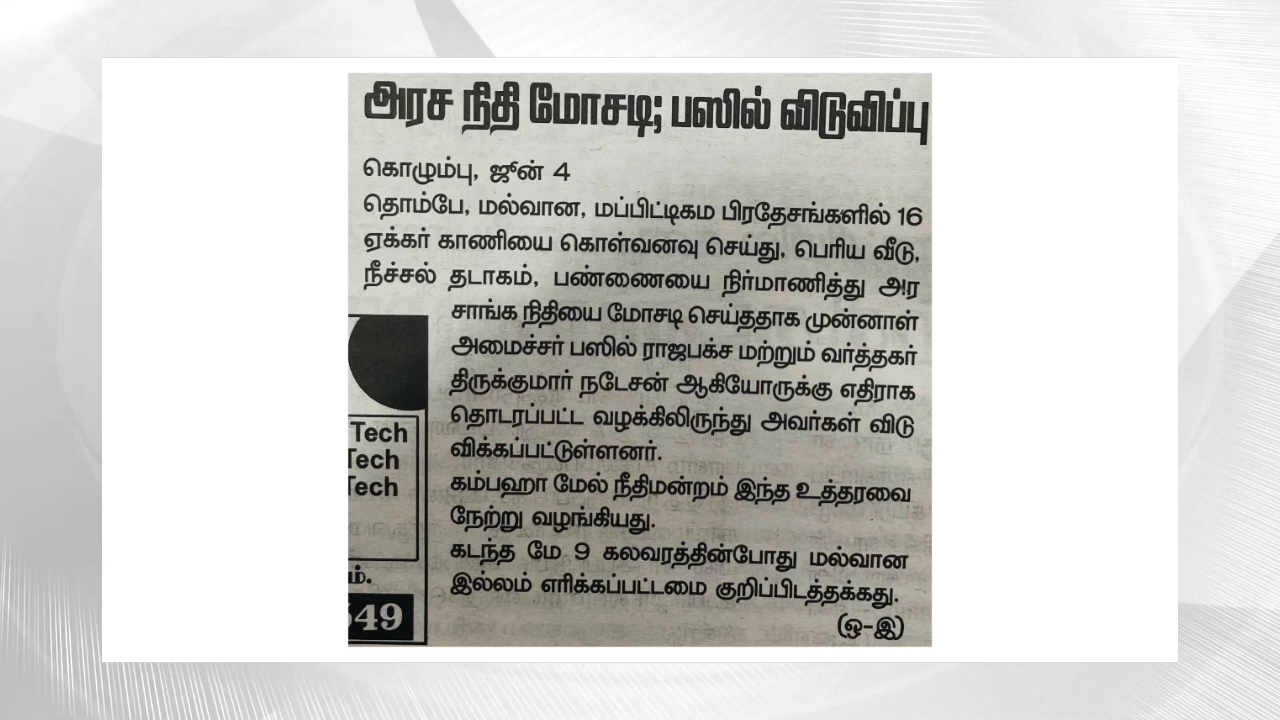 அரச நிதி மோசடி; பஸில் விடுவிப்பு
கொழும்பு, ஜூன் 4
தொம்பே, மல்வான, மப்பிட்டிகம பிரதேசங்களில் 16
ஏக்கர் காணியை கொள்வனவு செய்து, பெரிய வீடு,
நீச்சல் தடாகம், பண்ணையை நிர்மாணித்து அர
சாங்க நிதியை மோசடி செய்ததாக முன்னாள்
அமைச்சர் பஸில் ராஜபக்ச மற்றும் வர்த்தகர்
திருக்குமார் நடேசன் ஆகியோருக்கு எதிராக
தொடரப்பட்ட வழக்கிலிருந்து அவர்கள் விடு
விக்கப்பட்டுள்ளனர்.
கம்பஹா மேல் நீதிமன்றம் இந்த உத்தரவை
நேற்று வழங்கியது.
கடந்த மே 9 கலவரத்தின்போது மல்வான
இல்லம் எரிக்கப்பட்டமை குறிப்பிடத்தக்கது.
(ஒ-இ)
Tech
Tech
Tech
ம்.
549